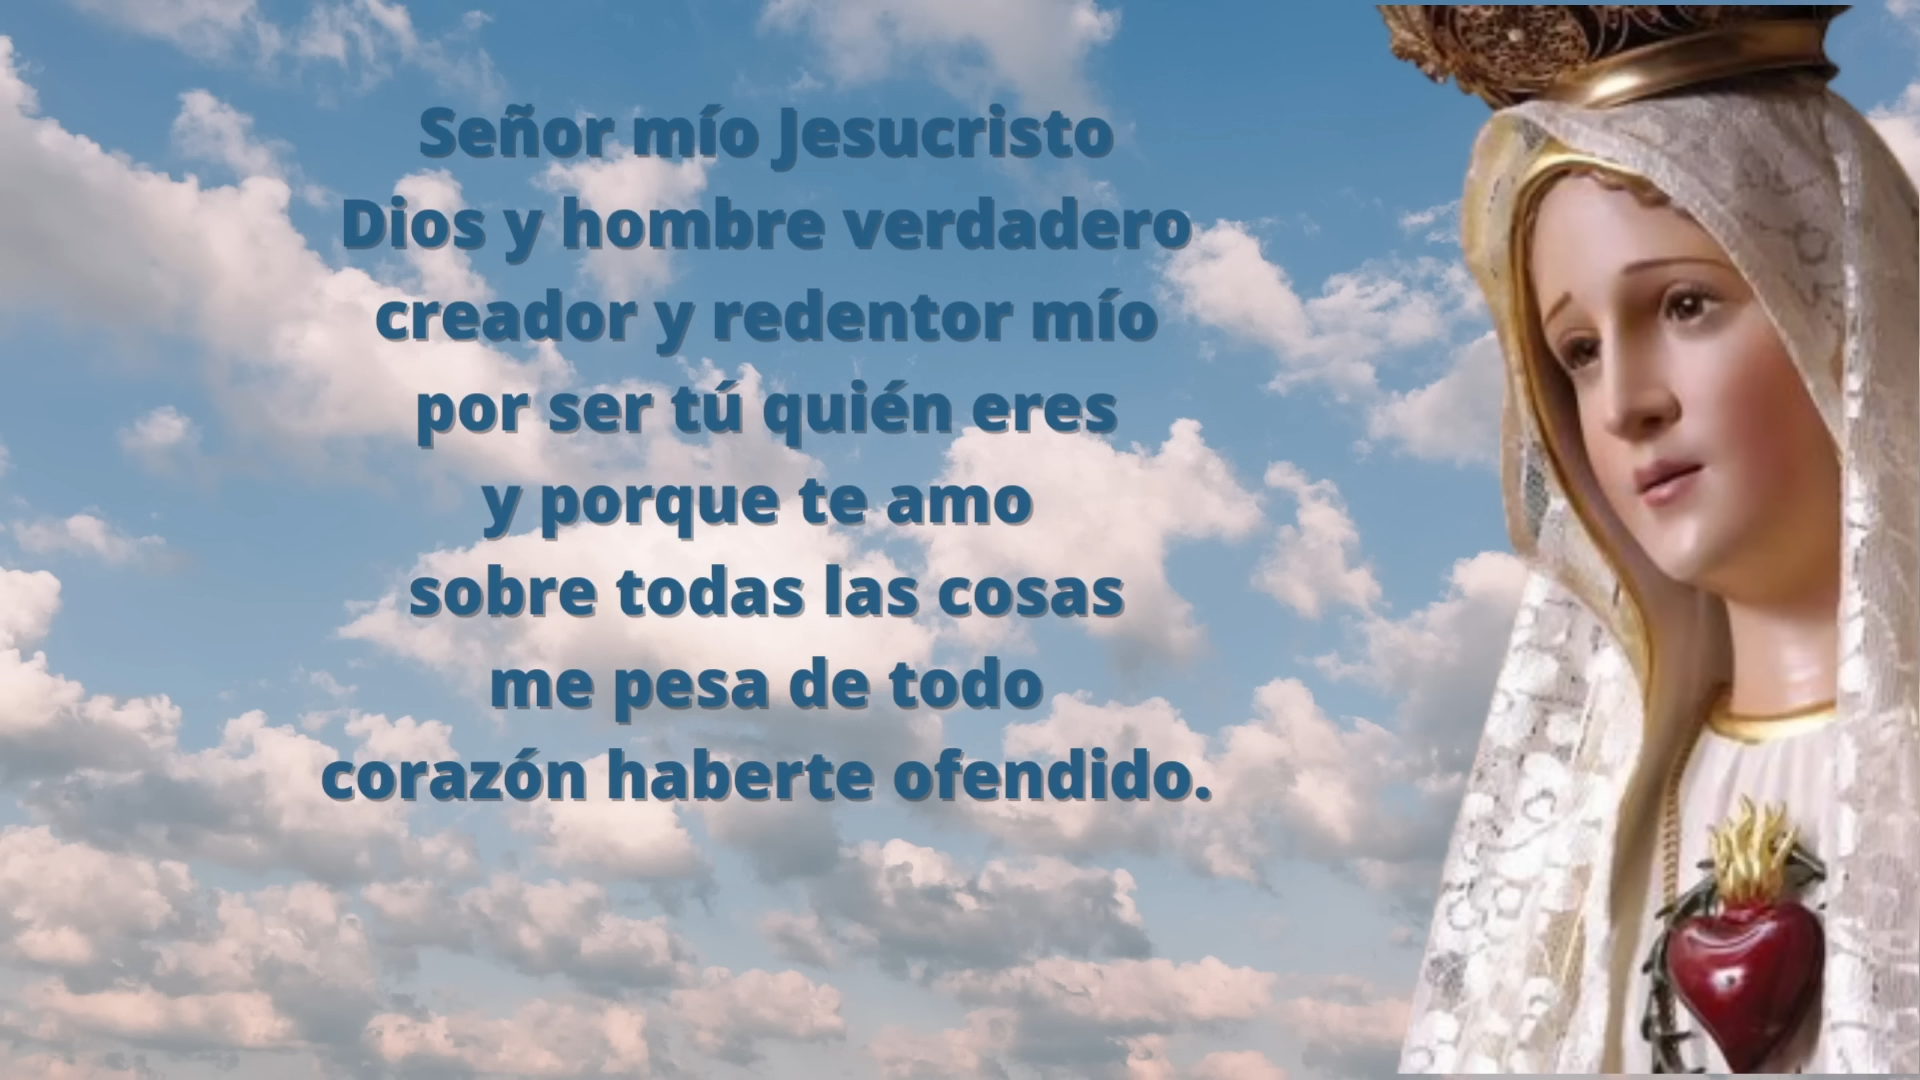 Señor mío Jesucristo
Dios y hombre verdadero
creador y redentor mío
por ser tú quién eres
y porque te amo
sobre todas las cosas
me pesa de todo
corazón haberte ofendido.